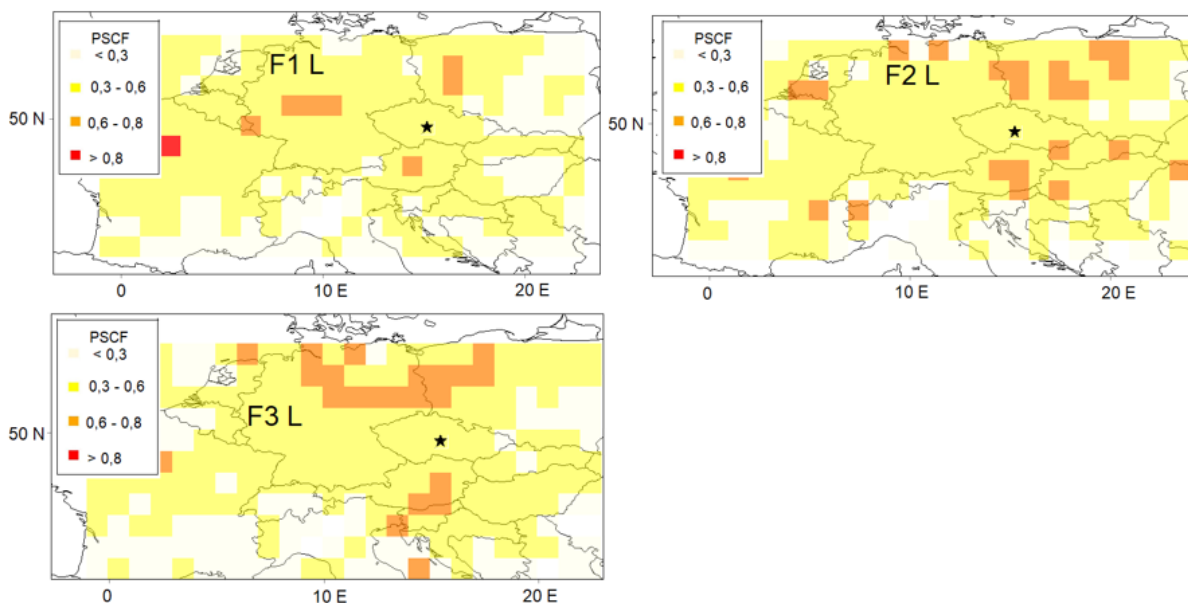 PSCF
< 0,3
0,3 - 0,6
0,6 - 0,8
> 0,8
F1 L
50 N
0
10 E
20 E
PSCF
< 0,3
0,3 - 0,6
0,6 - 0,8
> 0,8
F2 L
50 N
0
10 E
20 E
PSCF
< 0,3
0,3 - 0,6
0,6 - 0,8
> 0,8
F3 L
50 N
0
10 E
20 E